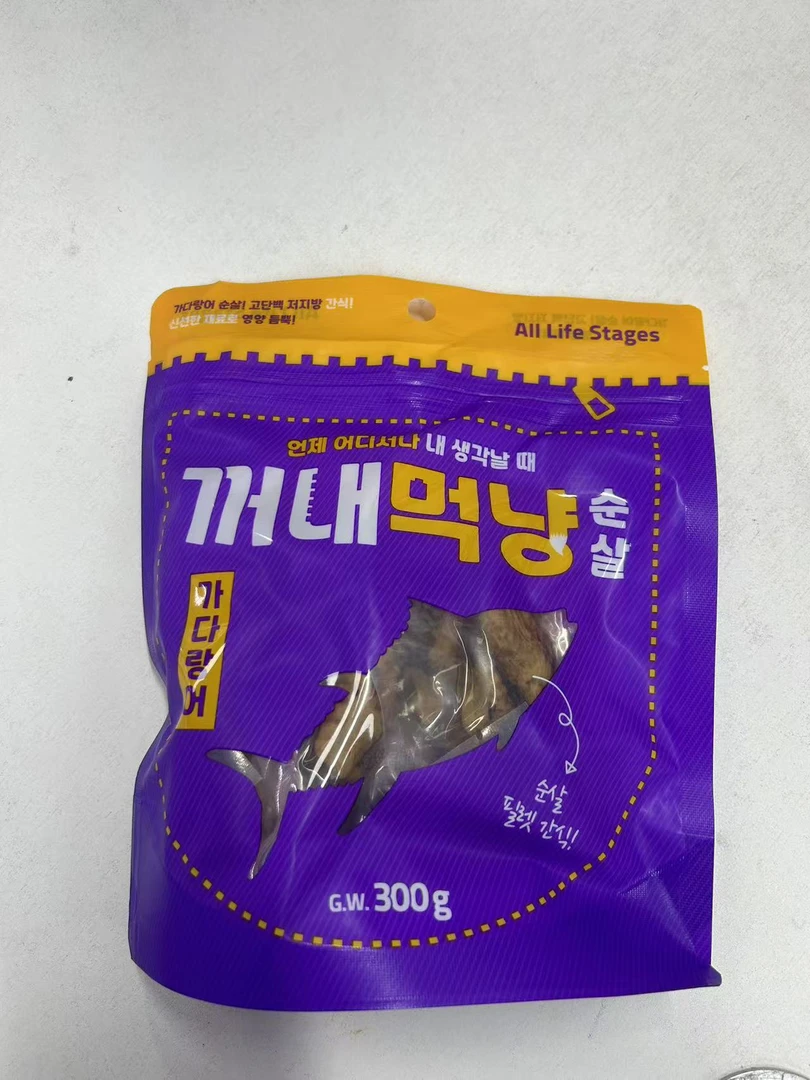 가다랑어 순살! 고단백 저지방 간식!
신선한 재료로 영양 듬뿍!
All Life Stages
언제 어디서나 내 생각날 때
꺼내먹냥
순살
가다랑어
순살
필렛 간식!
G.W. 300g